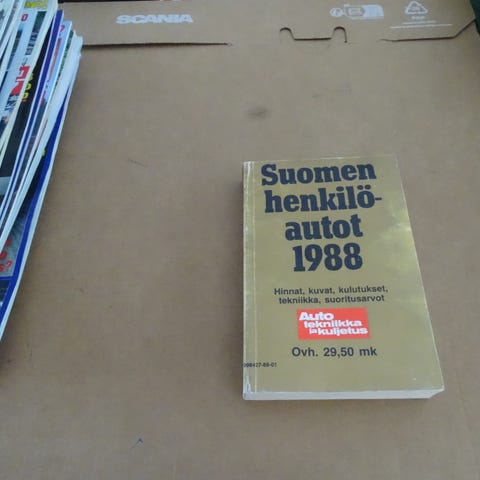 SCANIA
Suomen
henkilö-
autot
1988
Hinnat, kuvat, kulutukset,
tekniikka, suoritusarvot
Auto
tekniikka
ja kuljetus
Ovh. 29,50 mk